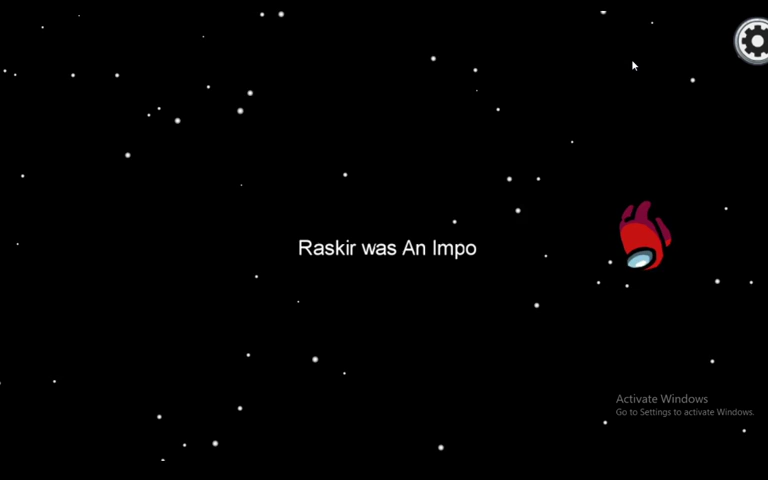 Raskir was An Impo
Activate Windows
Go to Settings to activate Windows.